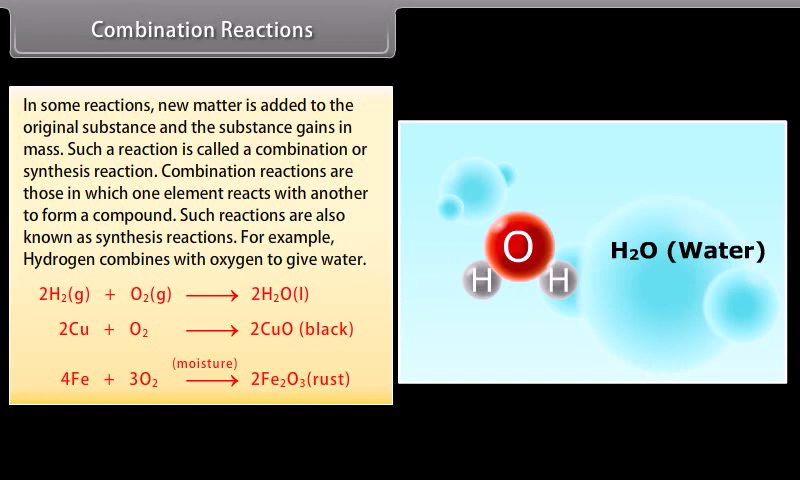 Combination Reactions
In some reactions, new matter is added to the
original substance and the substance gains in
mass. Such a reaction is called a combination or
synthesis reaction. Combination reactions are
those in which one element reacts with another
to form a compound. Such reactions are also
known as synthesis reactions. For example,
Hydrogen combines with oxygen to give water.
2H₂(g) + O₂(g) ⟶ 2H₂O(l)
2Cu + O₂ ⟶ 2CuO (black)
(moisture)
4Fe + 3O₂ ⟶ 2Fe₂O₃(rust)
O
H H
H₂O (Water)